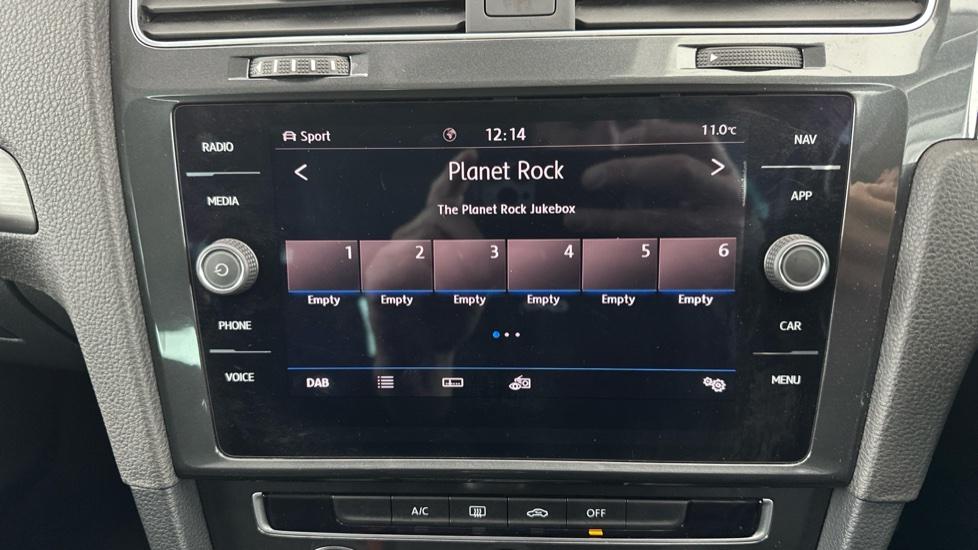 RADIO
MEDIA
PHONE
VOICE
Sport 12:14 11.0°C
< Planet Rock >
The Planet Rock Jukebox
1 2 3 4 5 6
Empty Empty Empty Empty Empty Empty
DAB
NAV
APP
CAR
MENU
A/C OFF